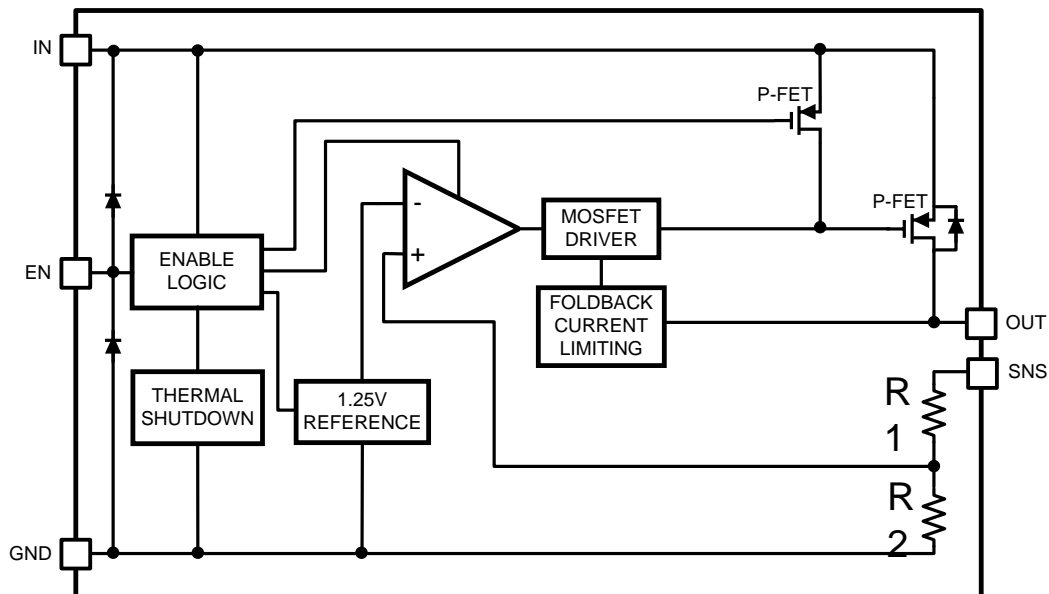 IN
P-FET
P-FET
-
+
MOSFET
DRIVER
EN
ENABLE
LOGIC
FOLDBACK
CURRENT
LIMITING
OUT
SNS
THERMAL
SHUTDOWN
1.25V
REFERENCE
R
1
R
2
GND